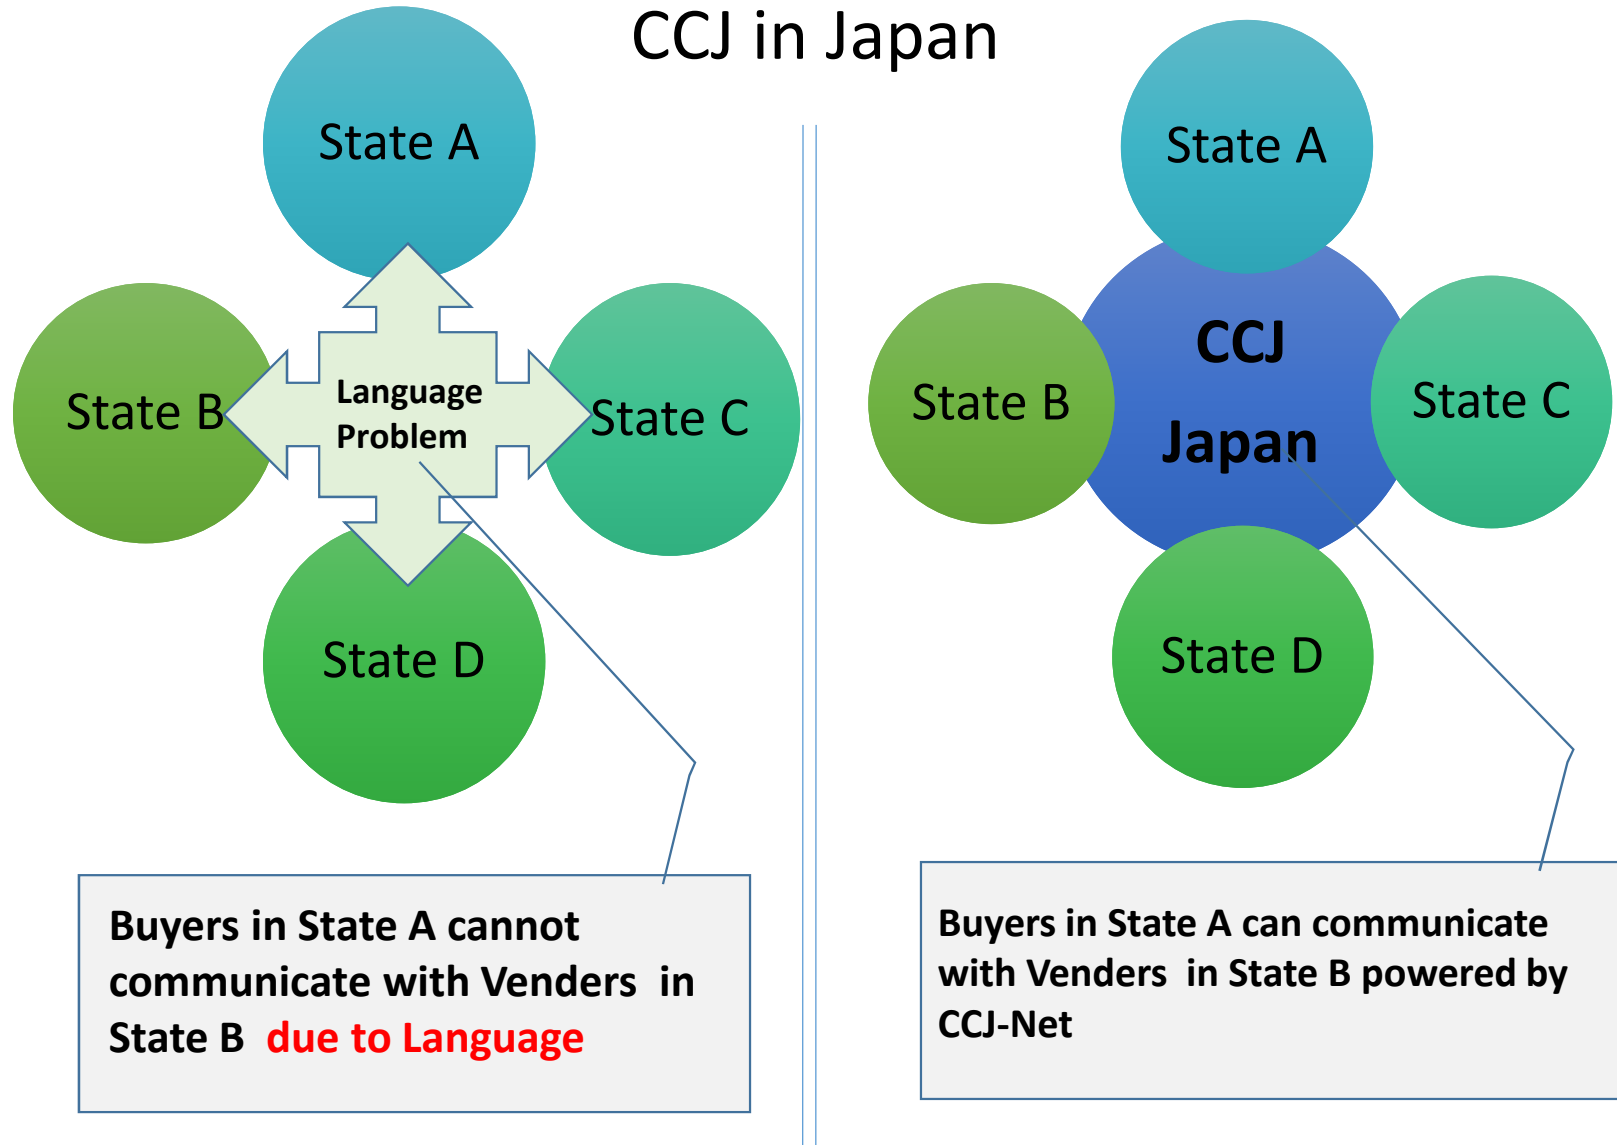 CCJ in Japan
State A
State B
Language
Problem
State C
State D
Buyers in State A cannot
communicate with Venders  in
State B  due to Language
State A
State B
CCJ
Japan
State C
State D
Buyers in State A can communicate
with Venders  in State B powered by
CCJ-Net